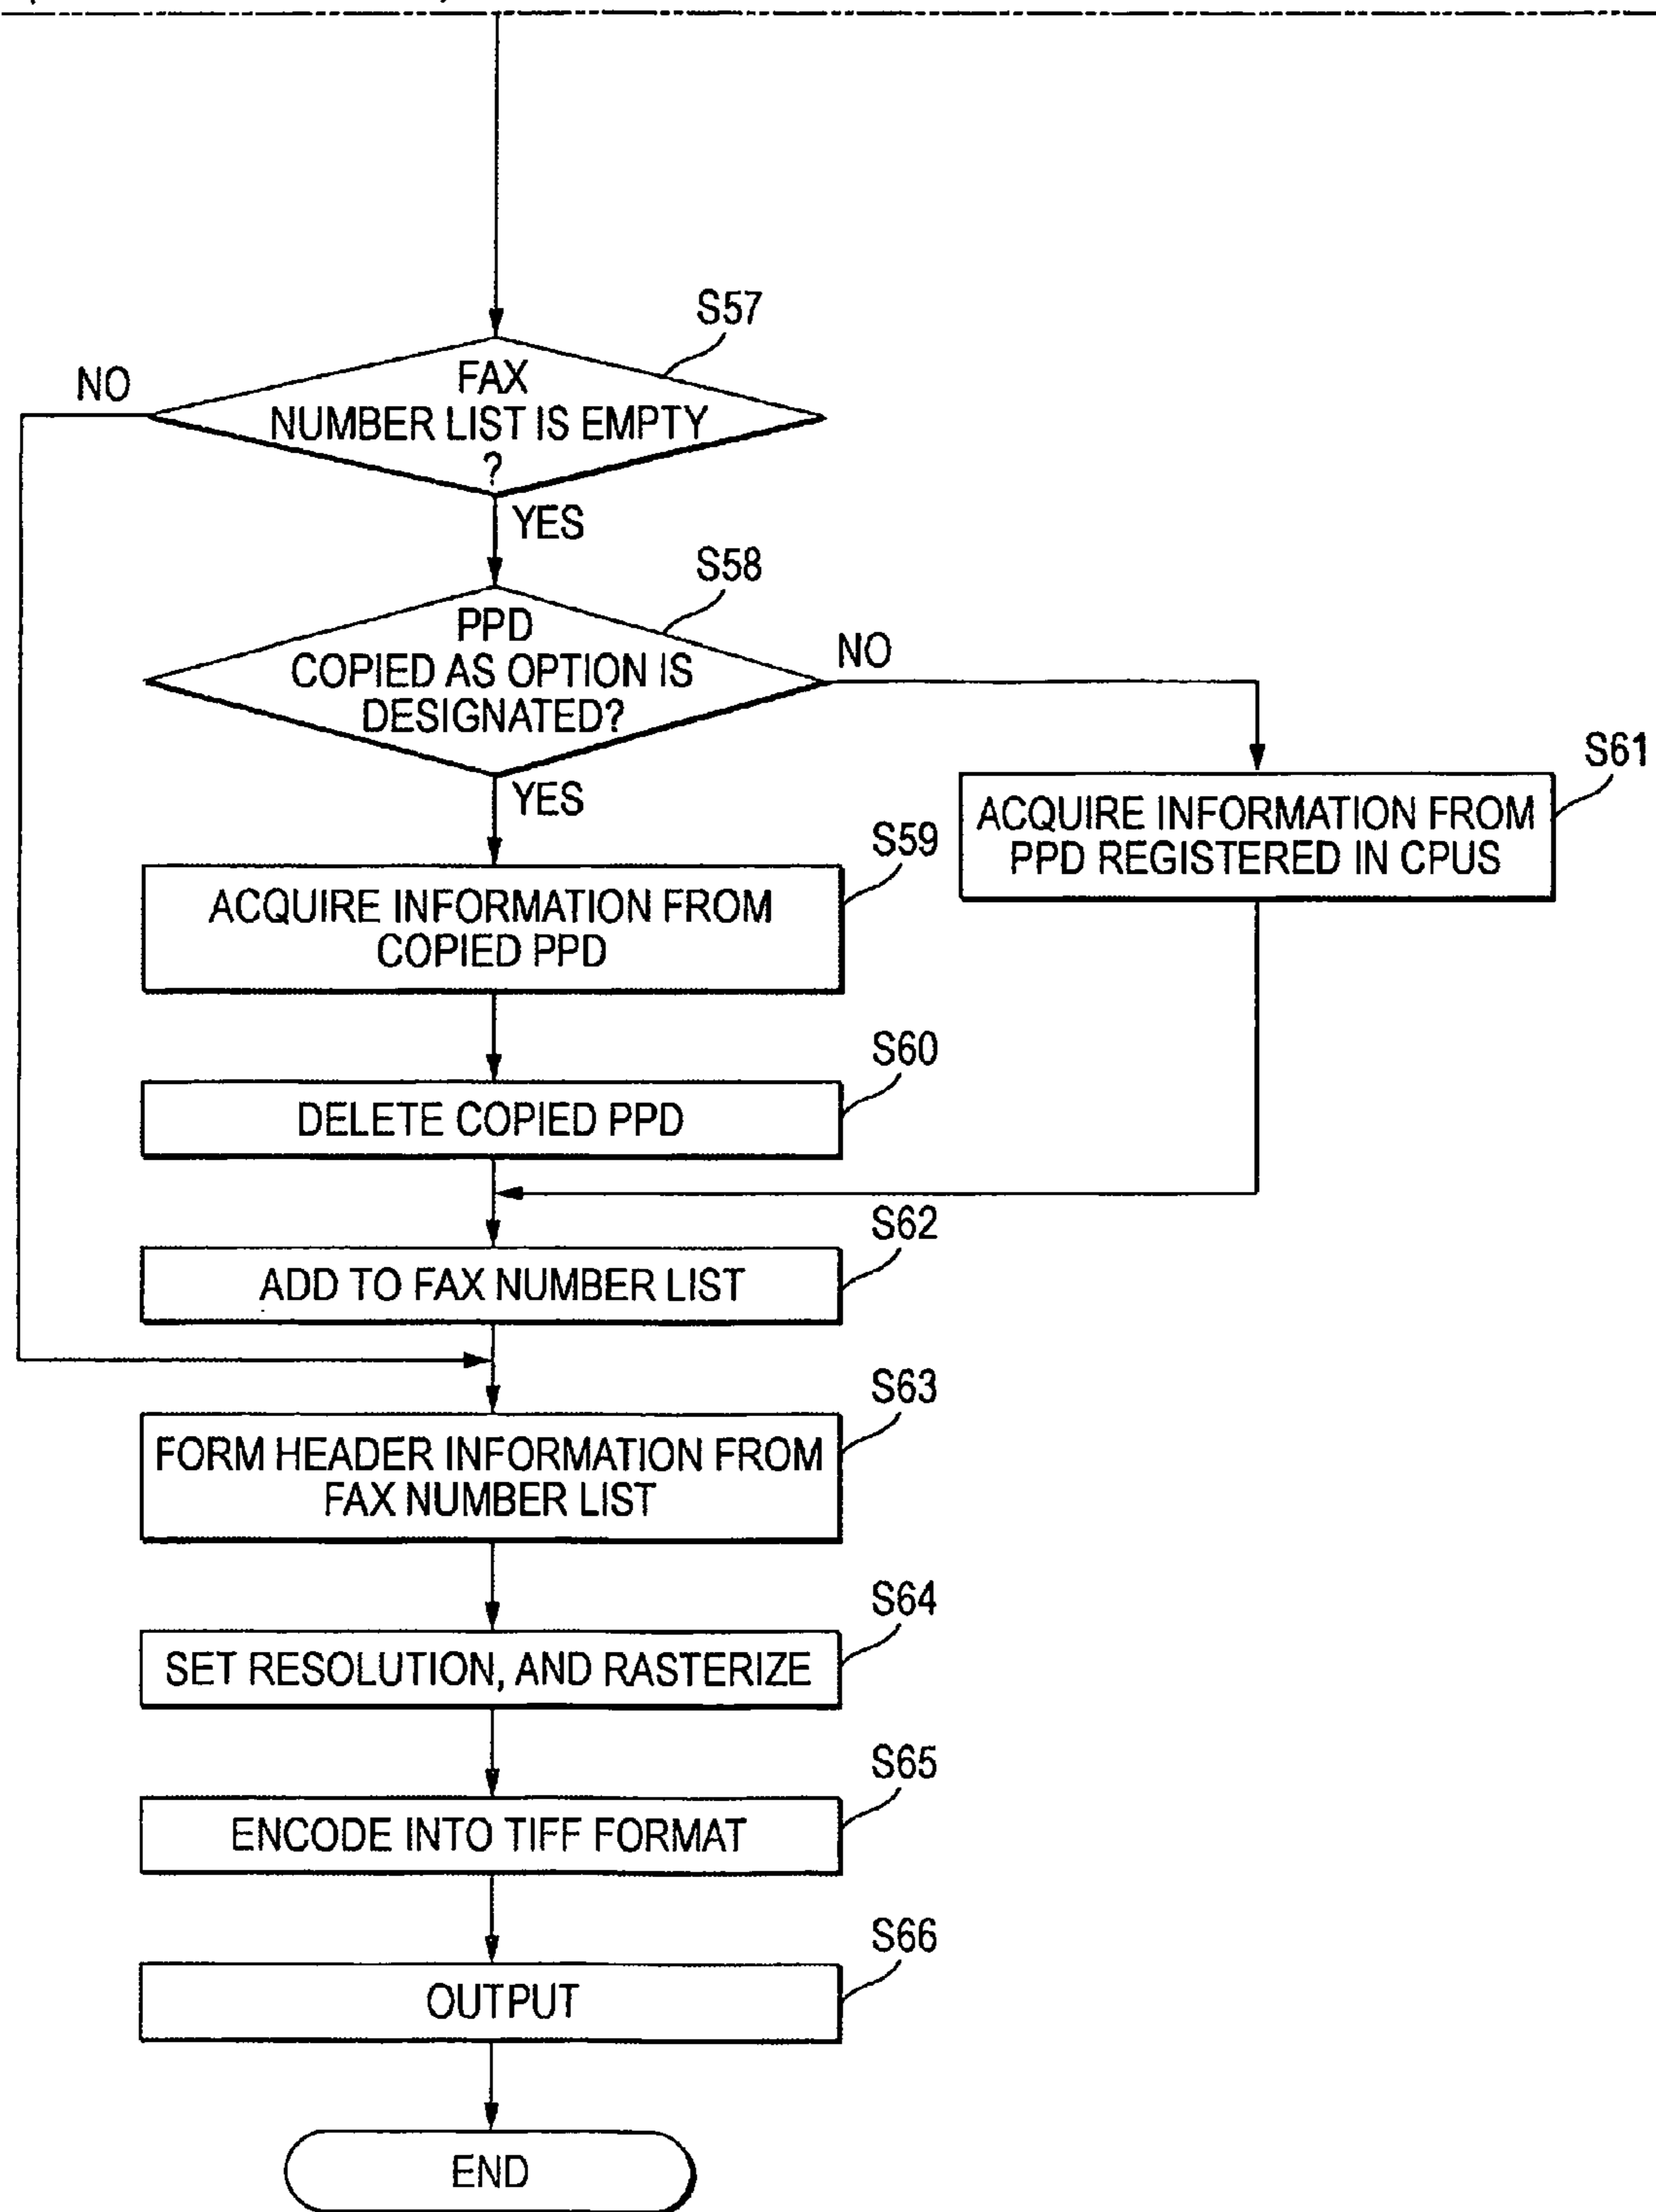 S57
NO
FAX
NUMBER LIST IS EMPTY
?
YES
S58
PPD
COPIED AS OPTION IS
DESIGNATED?
NO
YES
S61
ACQUIRE INFORMATION FROM
PPD REGISTERED IN CPUS
S59
ACQUIRE INFORMATION FROM
COPIED PPD
S60
DELETE COPIED PPD
S62
ADD TO FAX NUMBER LIST
S63
FORM HEADER INFORMATION FROM
FAX NUMBER LIST
S64
SET RESOLUTION, AND RASTERIZE
S65
ENCODE INTO TIFF FORMAT
S66
OUTPUT
END